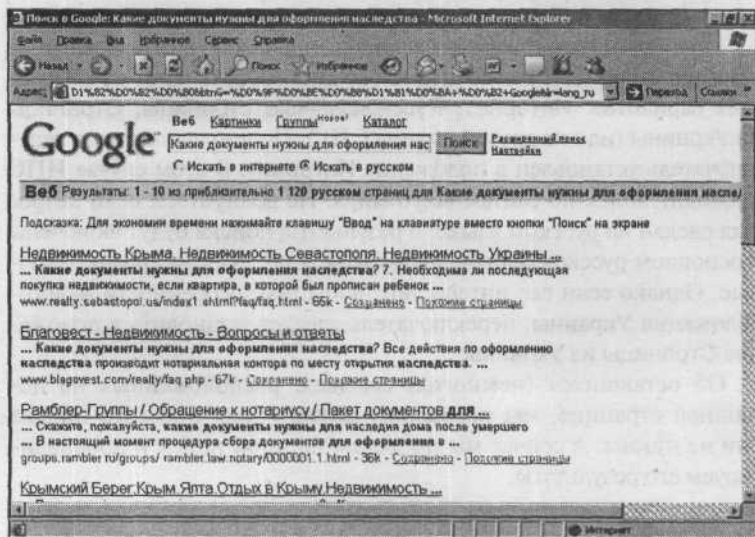 Поиск в Google: Какие документы нужны для оформления наследства - Microsoft Internet Explorer
Файл Правка Вид Избранное Сервис Справка
Назад Поиск Избранное
Адрес: Переход Ссылки »
Google
Веб Картинки Группы Новое! Каталог
Какие документы нужны для оформления нас Поиск Расширенный поиск
Настройки
Искать в интернете Искать в русском
Веб Результаты: 1 - 10 из приблизительно 1 120 русском страниц для Какие документы нужны для оформления наслед
Подсказка: Для экономии времени нажимайте клавишу "Ввод" на клавиатуре вместо кнопки "Поиск" на экране
Недвижимость Крыма. Недвижимость Севастополя. Недвижимость Украины ...
... Какие документы нужны для оформления наследства? 7. Необходима ли последующая
покупка недвижимости, если квартира, в которой был прописан ребенок ...
www.realty.sebastopol.us/index1.shtml?faq/faq.html - 65k - Сохранено - Похожие страницы
Благовест - Недвижимость - Вопросы и ответы
... Какие документы нужны для оформления наследства? Все действия по оформлению
наследства производит нотариальная контора по месту открытия наследства. ...
www.blagovest.com/realty/faq.php - 67k - Сохранено - Похожие страницы
Рамблер-Группы / Обращение к нотариусу / Пакет документов для ...
... Скажите, пожалуйста, какие документы нужны для наследия дома после умершего
... В настоящий момент процедура сбора документов для оформления в ...
groups.rambler.ru/groups/ rambler.law.notary/0000001.1.html - 36k - Сохранено - Похожие страницы
Крымский Берег.Крым.Ялта.Отдых в Крыму.Недвижимость ...
Интернет